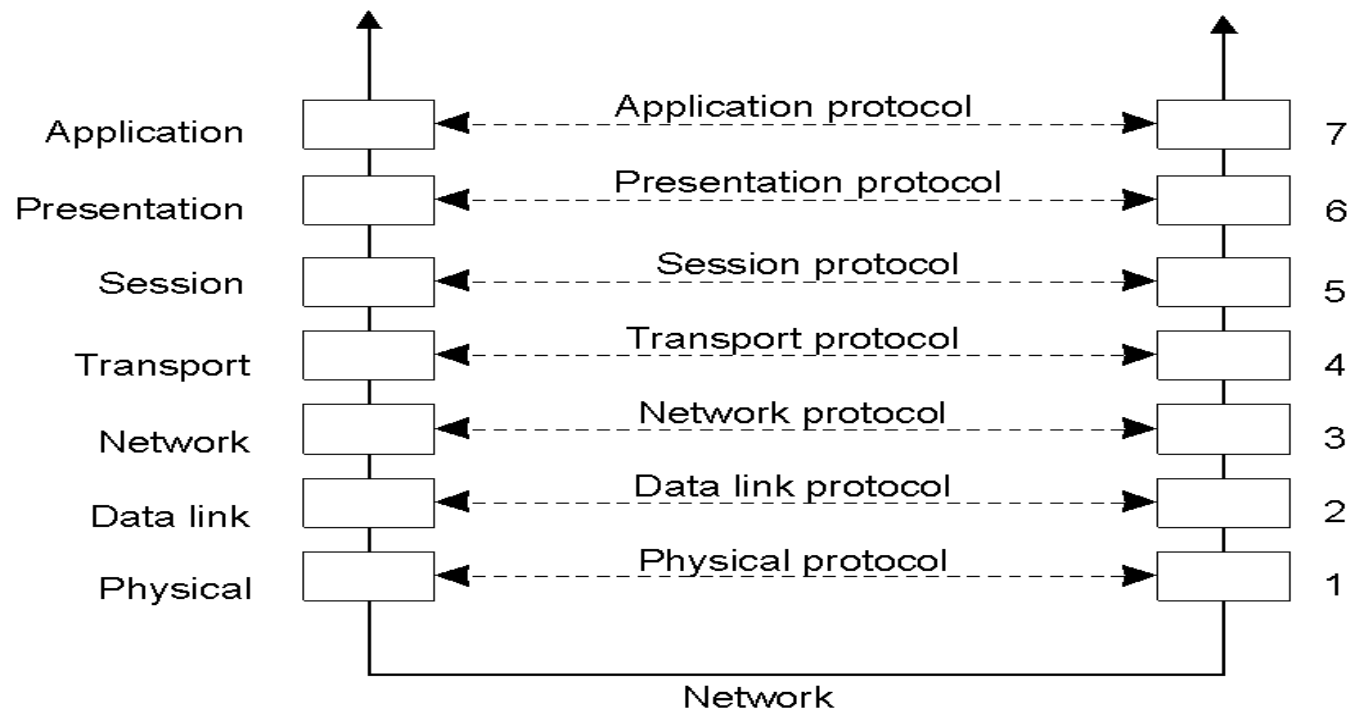 Application protocol
Application
7
Presentation protocol
Presentation
6
Session protocol
Session
5
Transport protocol
Transport
4
Network protocol
Network
3
Data link protocol
Data link
2
Physical protocol
Physical
1
Network